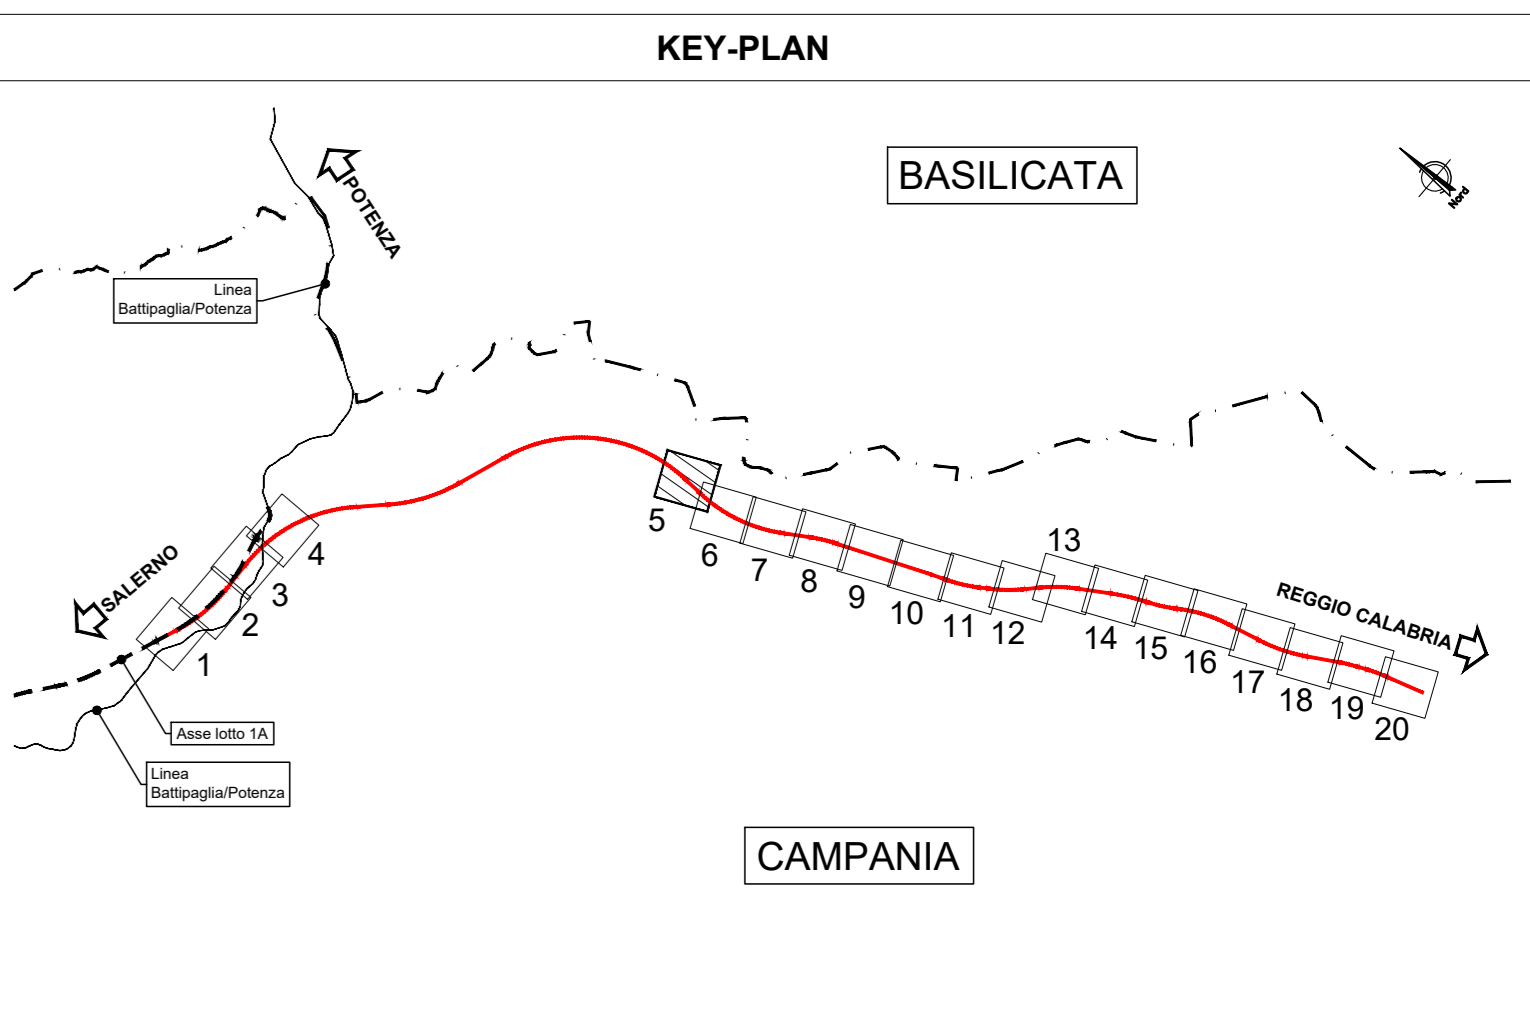 KEY-PLAN
BASILICATA
Nord
POTENZA
Linea
Battipaglia/Potenza
SALERNO
REGGIO CALABRIA
1
2
3
4
5
6
7
8
9
10
11
12
13
14
15
16
17
18
19
20
Asse lotto 1A
Linea
Battipaglia/Potenza
CAMPANIA